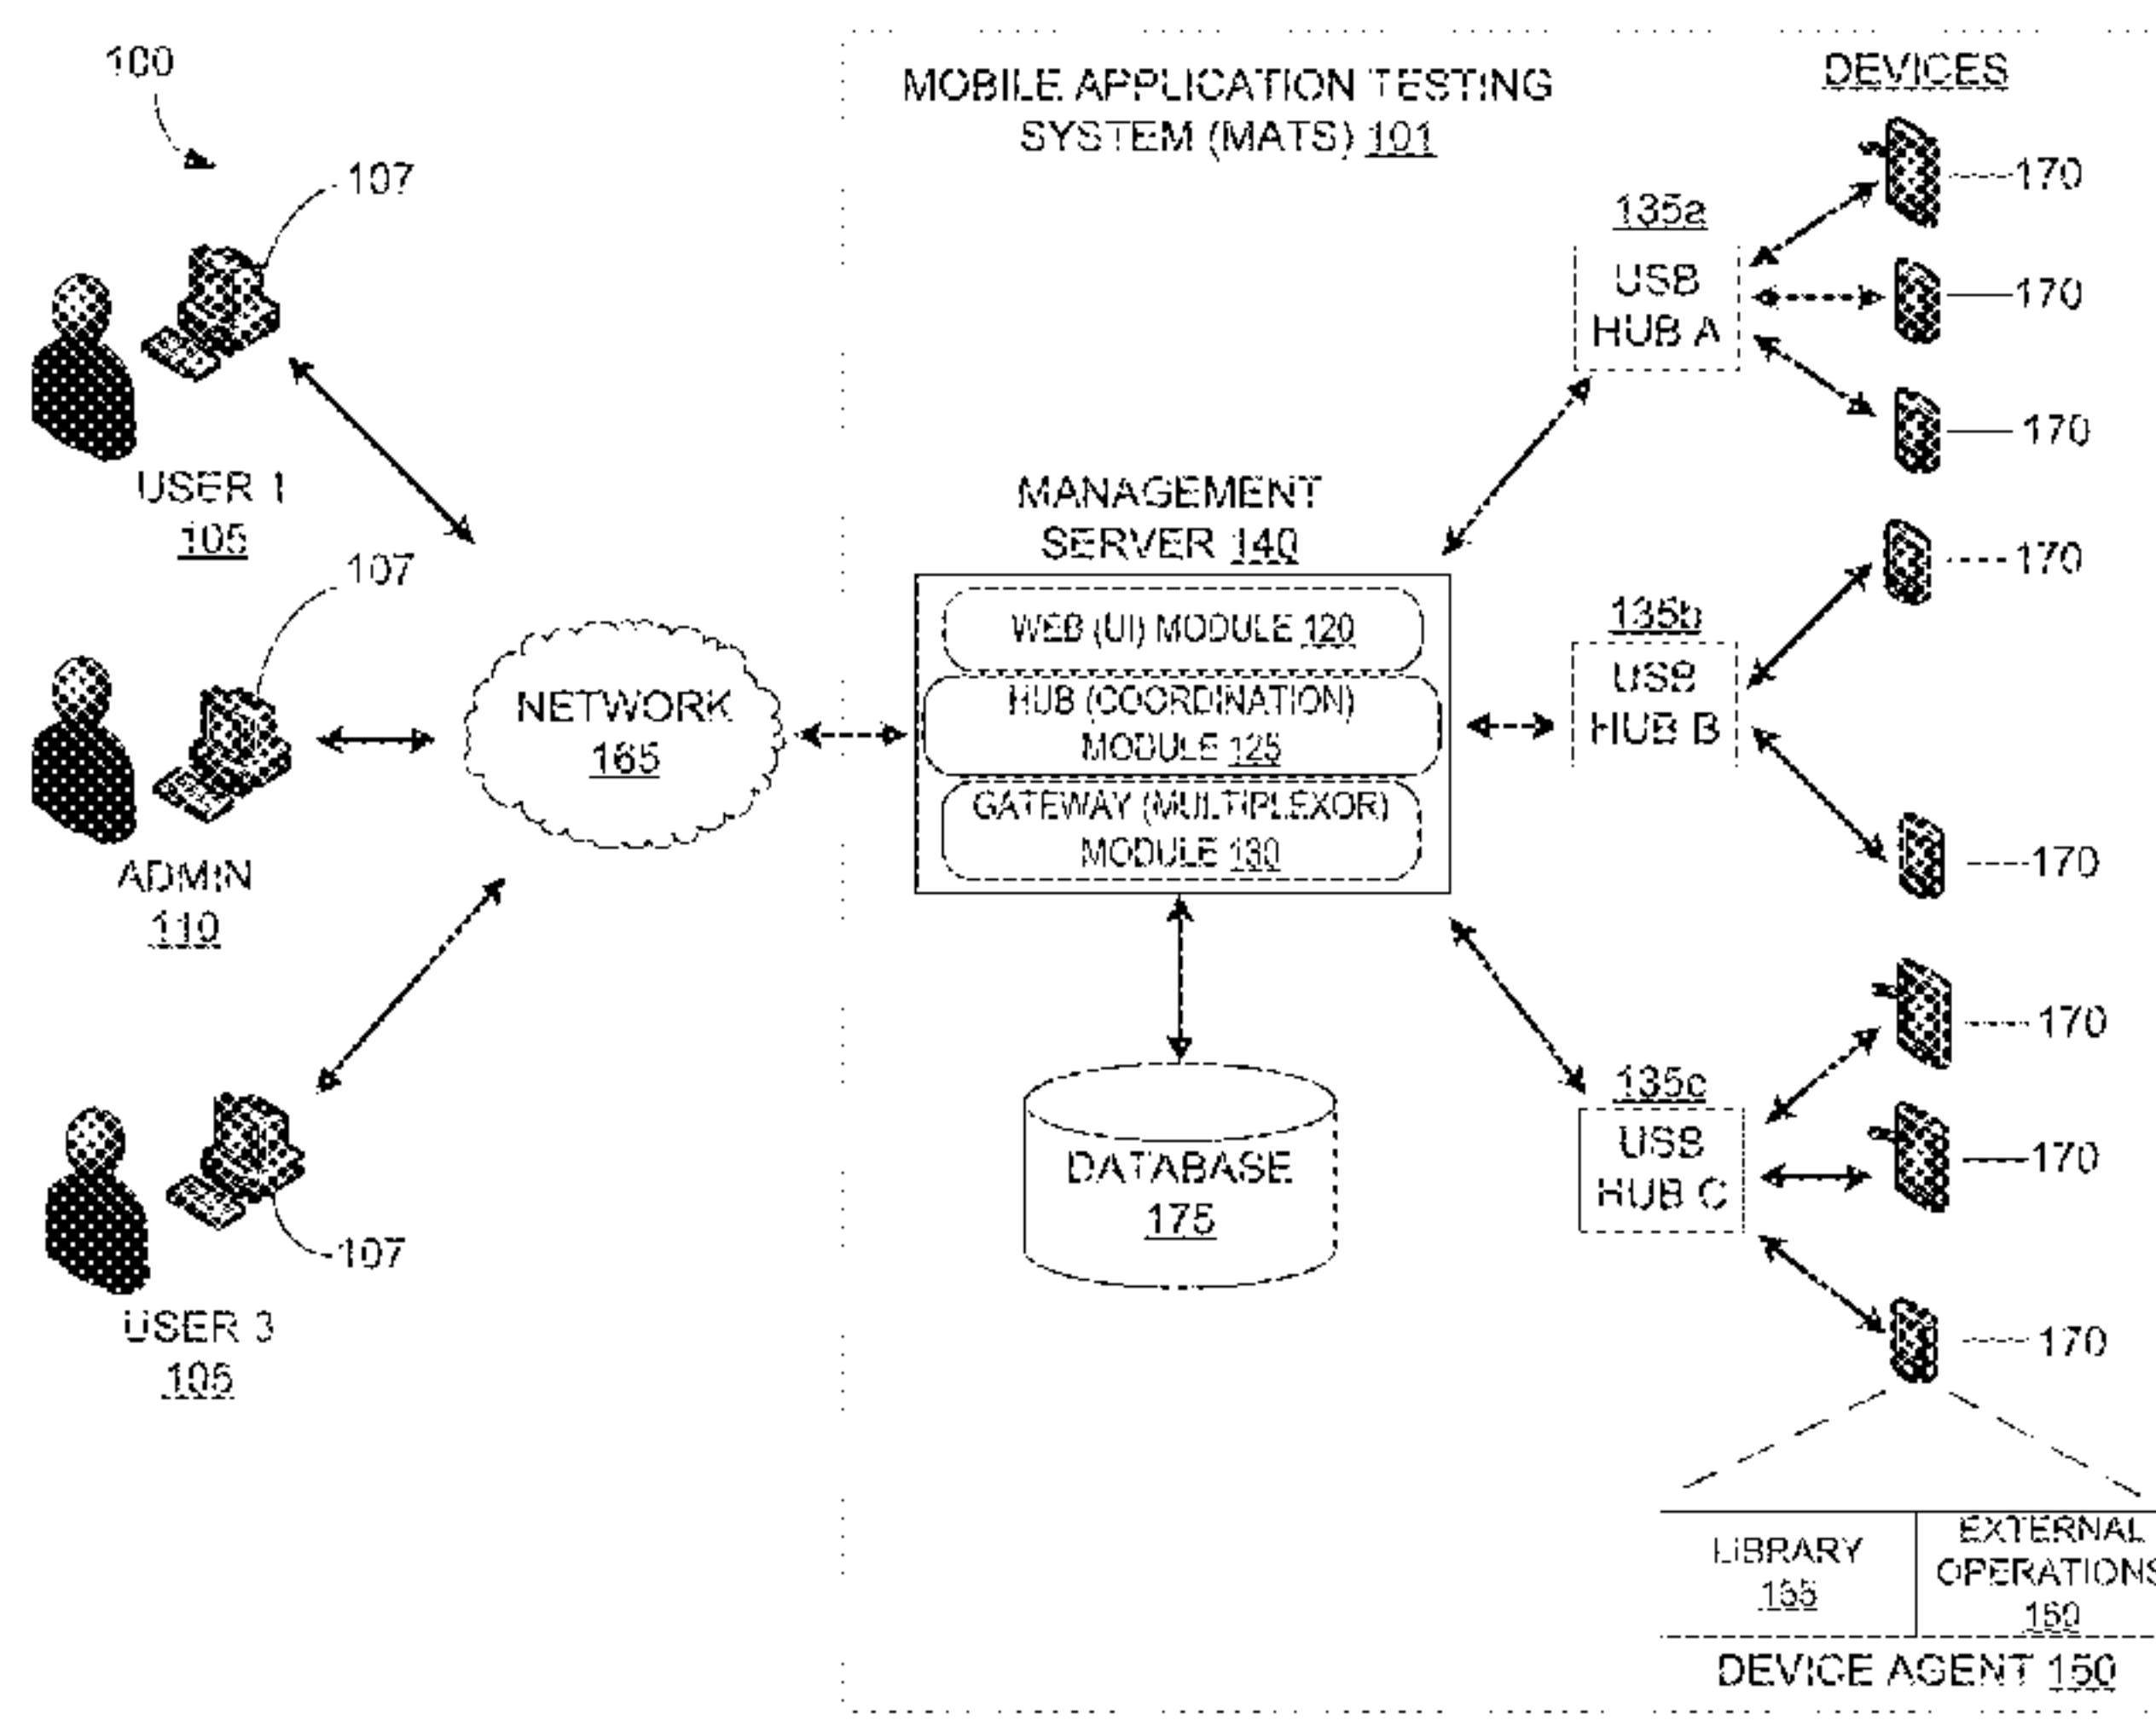 100
107
USER 1
105
107
ADMIN
110
107
USER 3
105
NETWORK
165
MOBILE APPLICATION TESTING
SYSTEM (MATS) 101
MANAGEMENT
SERVER 140
WEB (UI) MODULE 120
HUB (COORDINATION)
MODULE 125
GATEWAY (MULTIPLEXOR)
MODULE 130
DATABASE
175
135a
USB
HUB A
135b
USB
HUB B
135c
USB
HUB C
DEVICES
170
170
170
170
170
170
170
170
LIBRARY
155
EXTERNAL
OPERATIONS
160
DEVICE AGENT 150